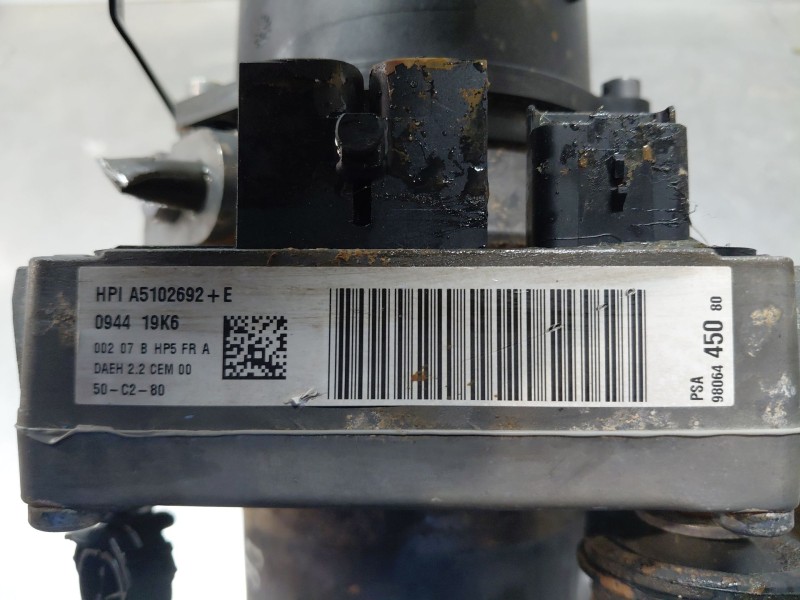 HPI A5102692+E
0944 19K6
002 07 B HP5 FR A
DAEH 2.2 CEM 00
50-C2-80
PSA
98064 450 80